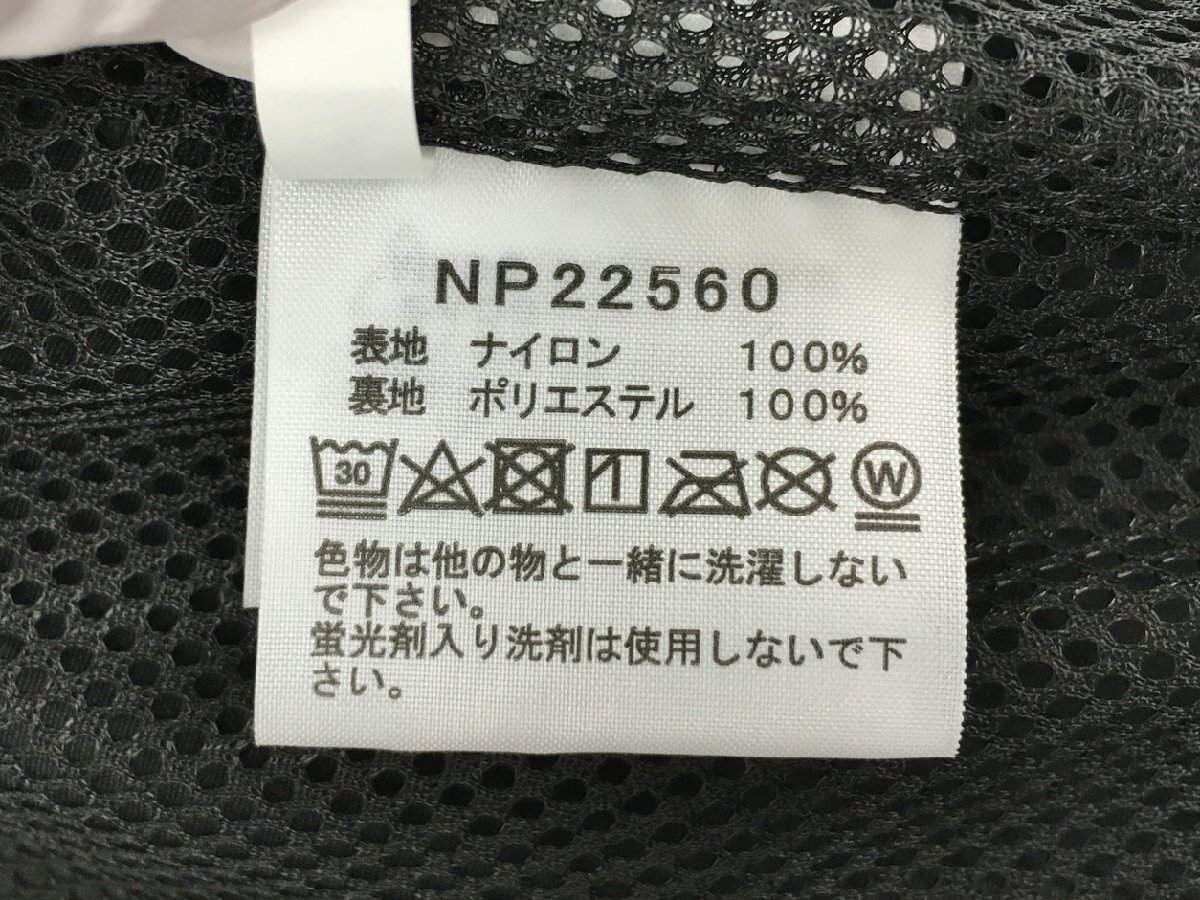 NP22560
表地 ナイロン 100%
裏地 ポリエステル 100%
30 W
色物は他の物と一緒に洗濯しない
で下さい。
蛍光剤入り洗剤は使用しないで下
さい。